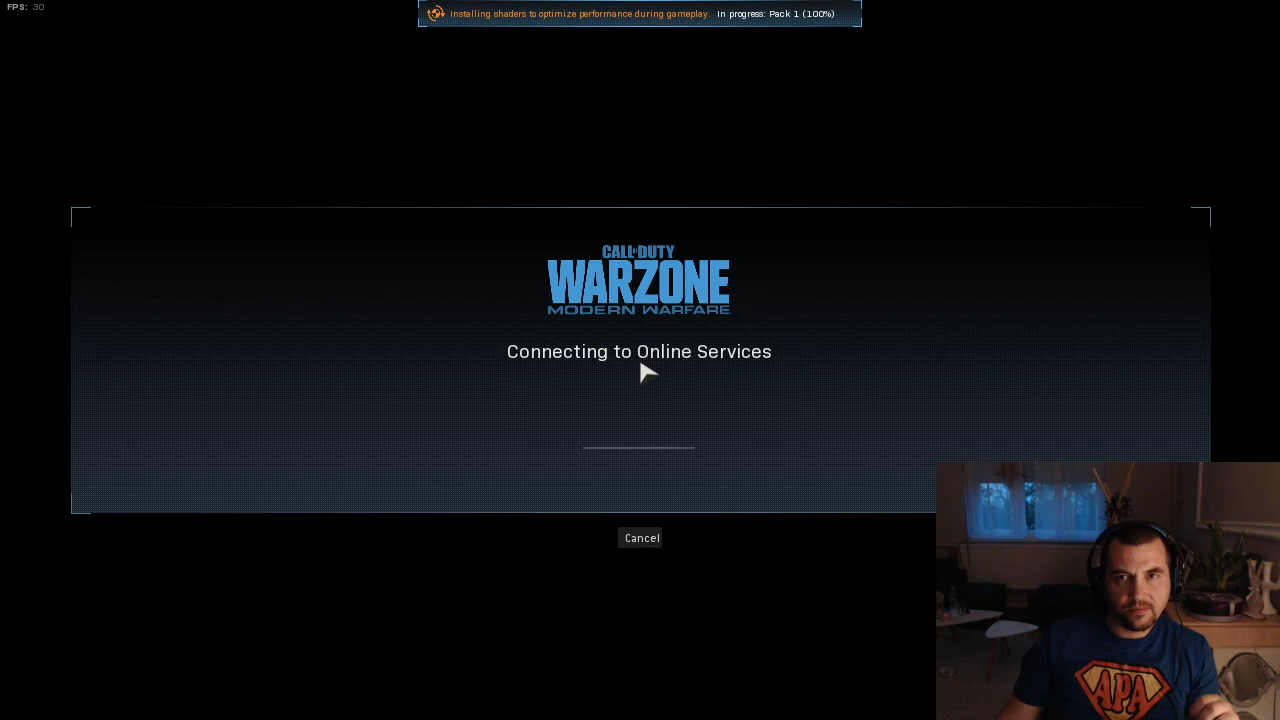 FPS: 30
Installing shaders to optimize performance during gameplay. In progress: Pack 1 (100%)
CALL OF DUTY
WARZONE
MODERN WARFARE
Connecting to Online Services
Cancel
APA